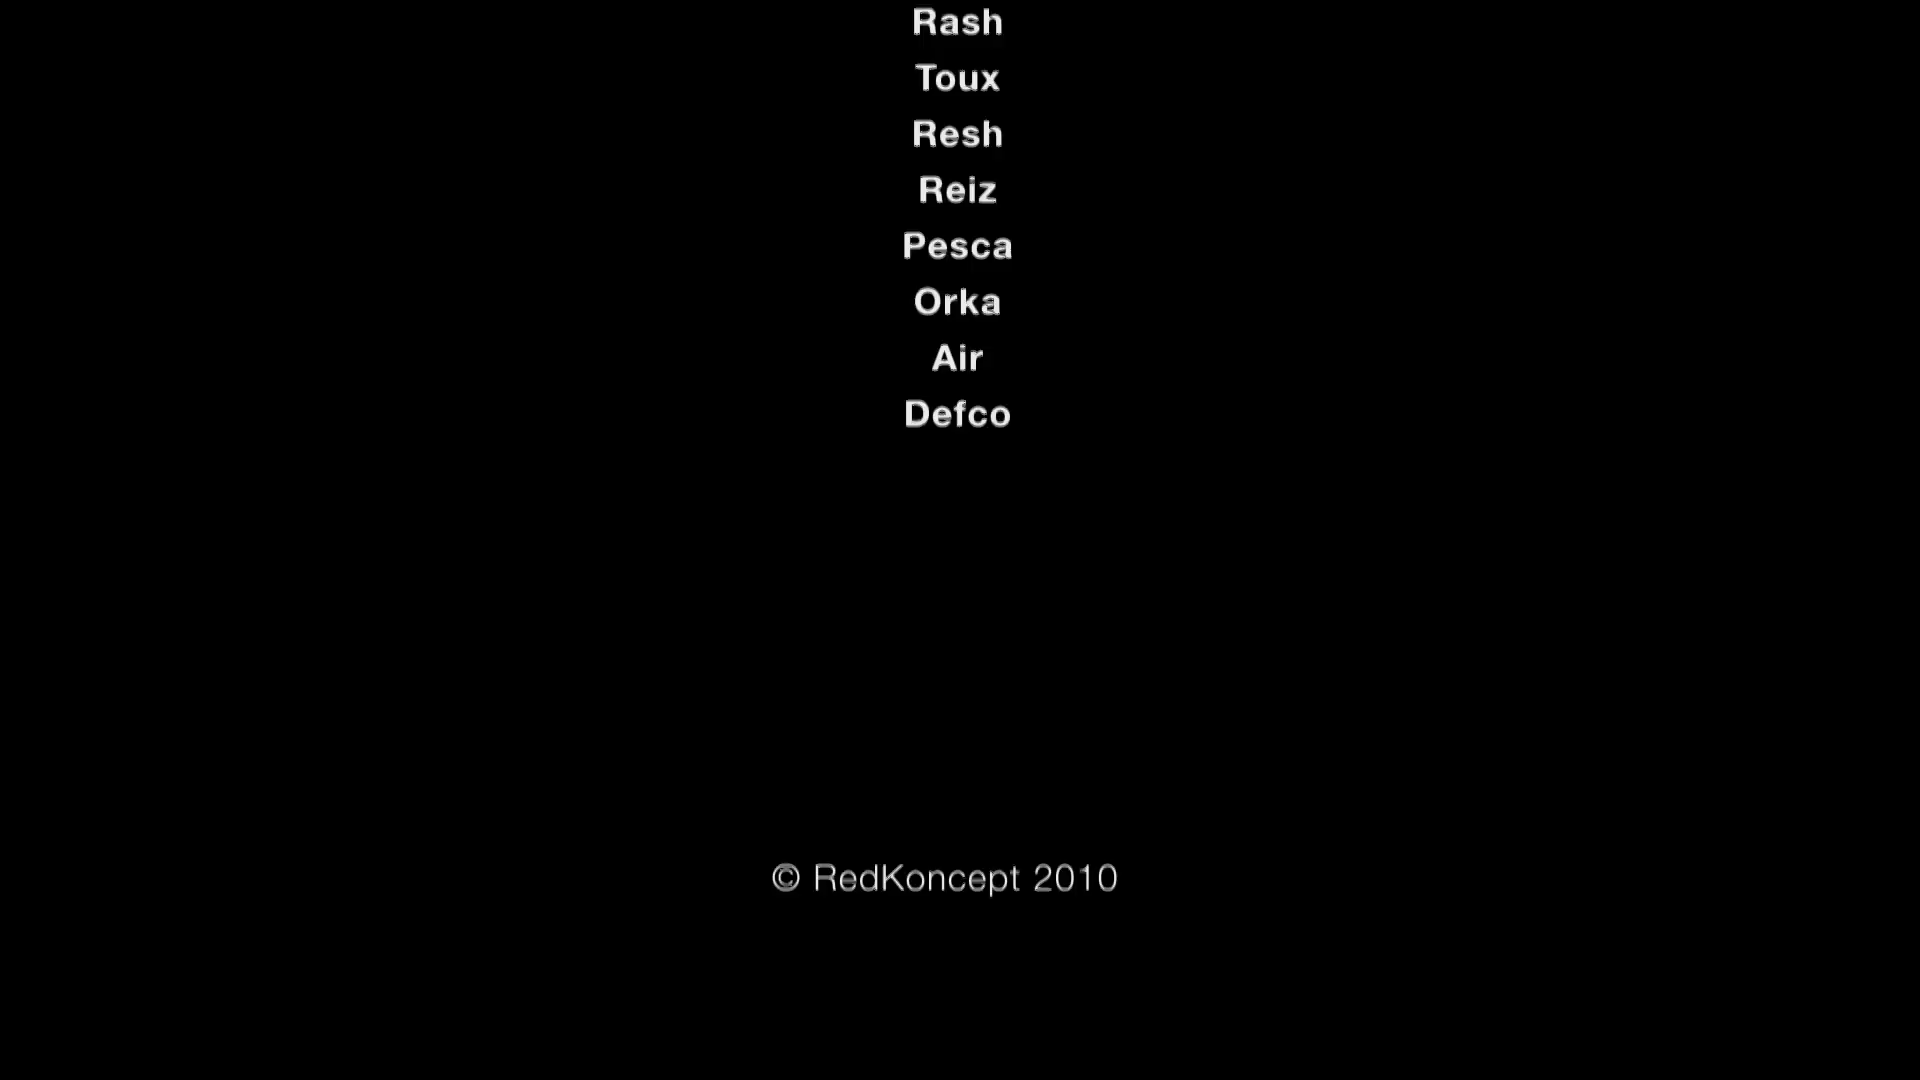 Rash
Toux
Resh
Reiz
Pesca
Orka
Air
Defco
© RedKoncept 2010